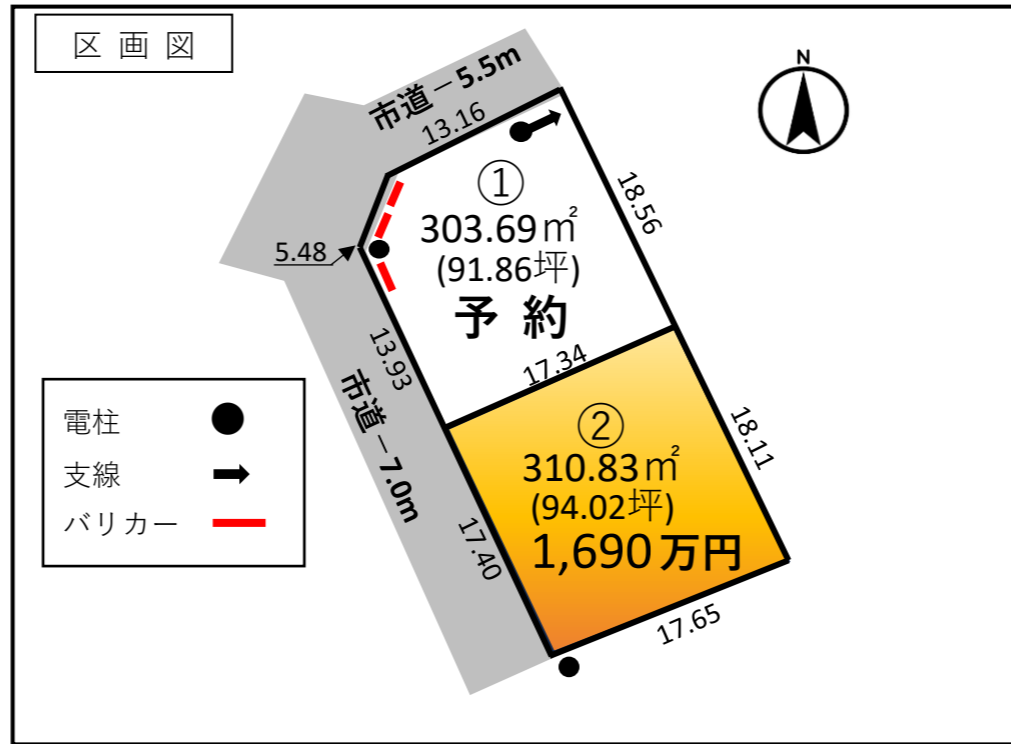 区画図
N
市道－5.5m
13.16
①
303.69㎡
(91.86坪)
予約
18.56
5.48
13.93
17.34
市道－7.0m
②
310.83㎡
(94.02坪)
1,690万円
18.11
17.40
17.65
電柱
支線
バリカー